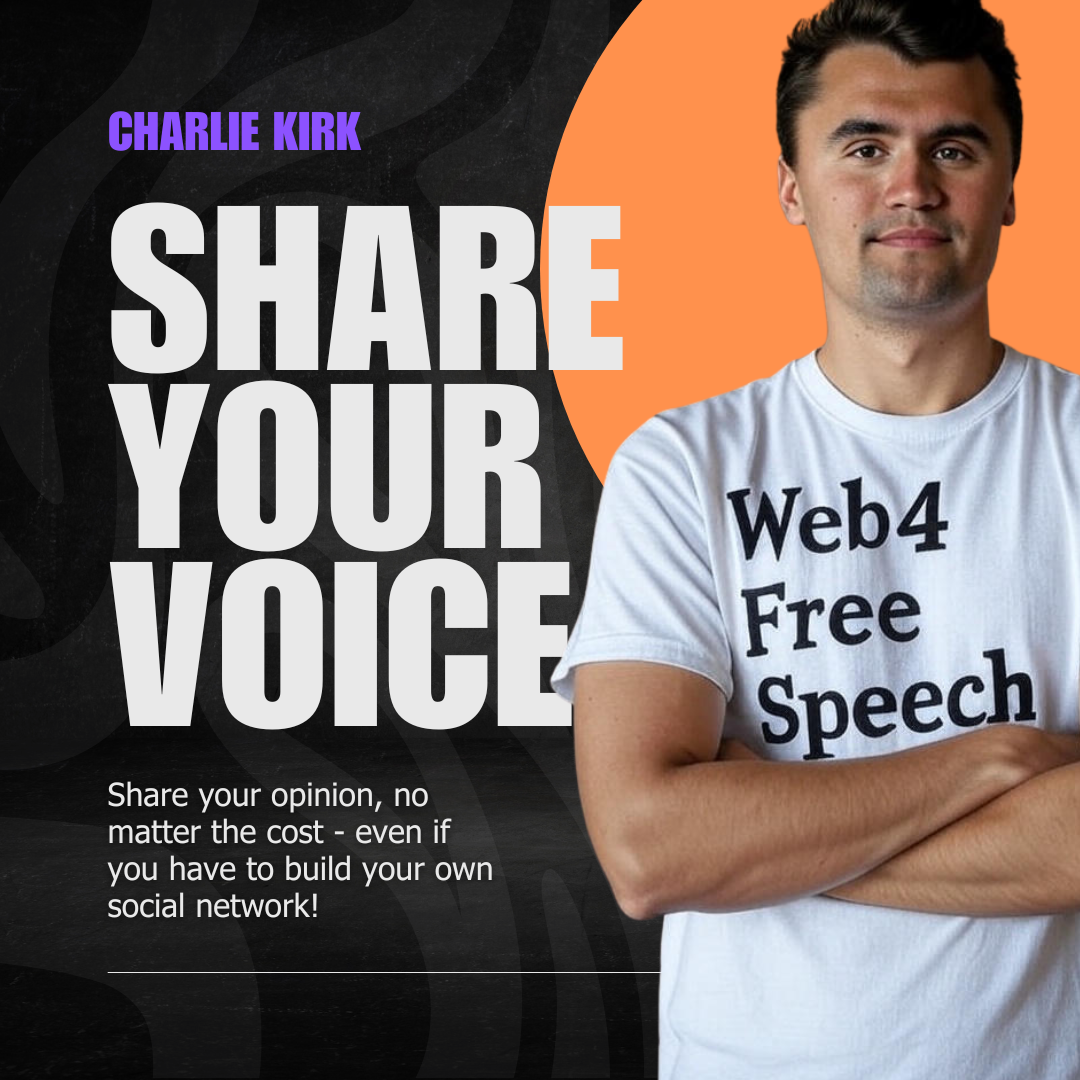 CHARLIE KIRK
SHARE
YOUR
VOICE
Share your opinion, no
matter the cost - even if
you have to build your own
social network!
Web4
Free
Speech